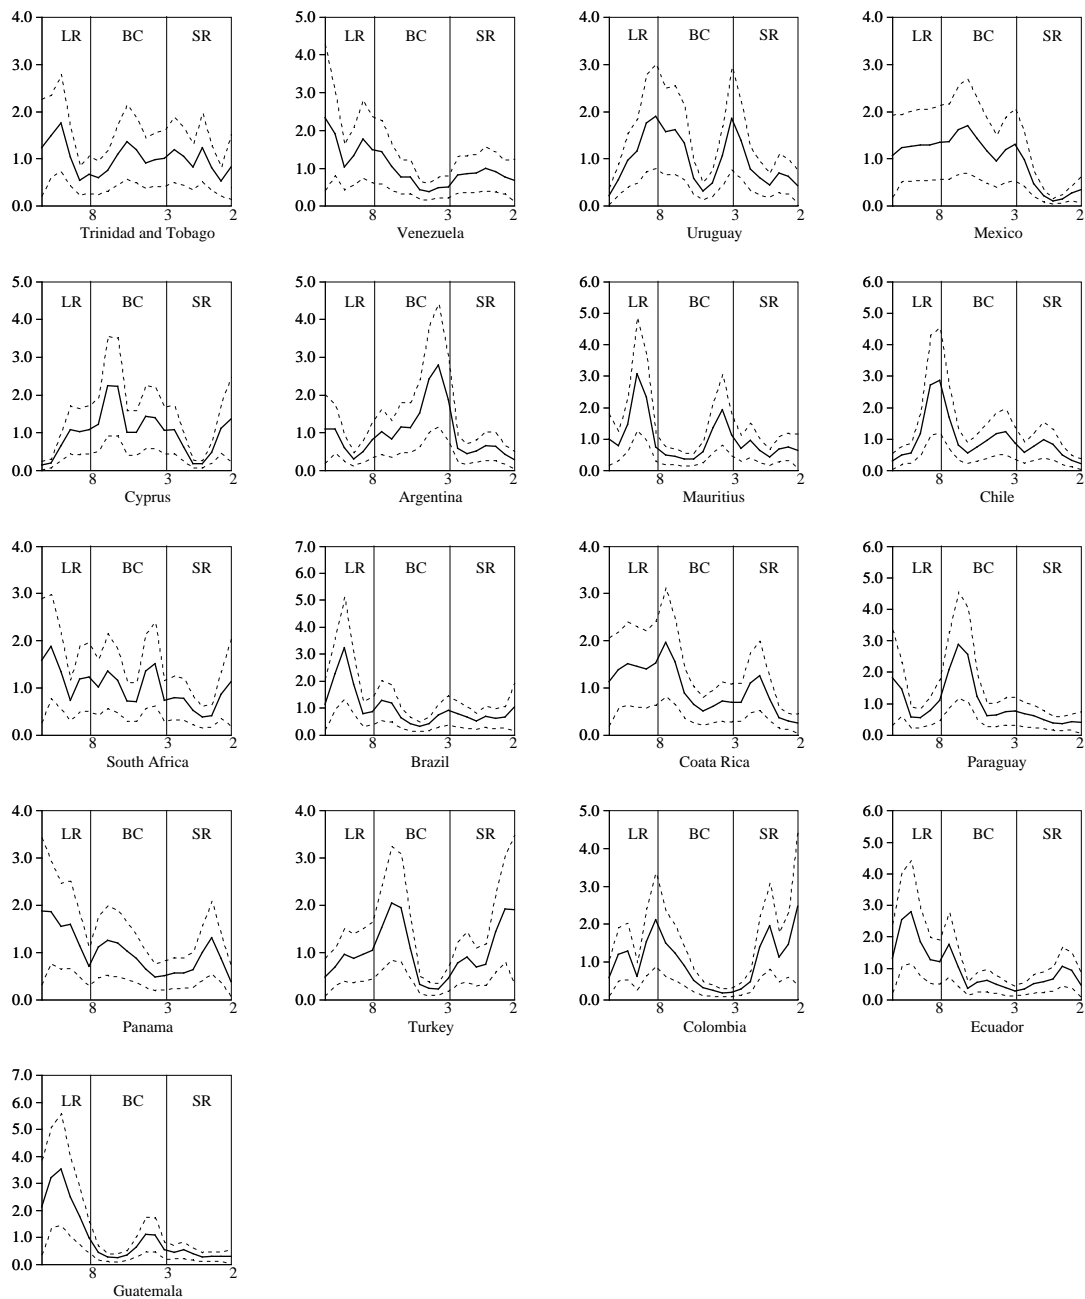 4.0
LR BC SR
3.0
2.0
1.0
0.0
8 3 2
Trinidad and Tobago
5.0
LR BC SR
4.0
3.0
2.0
1.0
0.0
8 3 2
Venezuela
4.0
LR BC SR
3.0
2.0
1.0
0.0
8 3 2
Uruguay
4.0
LR BC SR
3.0
2.0
1.0
0.0
8 3 2
Mexico
5.0
LR BC SR
4.0
3.0
2.0
1.0
0.0
8 3 2
Cyprus
5.0
LR BC SR
4.0
3.0
2.0
1.0
0.0
8 3 2
Argentina
6.0
LR BC SR
5.0
4.0
3.0
2.0
1.0
0.0
8 3 2
Mauritius
6.0
LR BC SR
5.0
4.0
3.0
2.0
1.0
0.0
8 3 2
Chile
4.0
LR BC SR
3.0
2.0
1.0
0.0
8 3 2
South Africa
7.0
LR BC SR
6.0
5.0
4.0
3.0
2.0
1.0
0.0
8 3 2
Brazil
4.0
LR BC SR
3.0
2.0
1.0
0.0
8 3 2
Coata Rica
6.0
LR BC SR
5.0
4.0
3.0
2.0
1.0
0.0
8 3 2
Paraguay
4.0
LR BC SR
3.0
2.0
1.0
0.0
8 3 2
Panama
4.0
LR BC SR
3.0
2.0
1.0
0.0
8 3 2
Turkey
5.0
LR BC SR
4.0
3.0
2.0
1.0
0.0
8 3 2
Colombia
6.0
LR BC SR
5.0
4.0
3.0
2.0
1.0
0.0
8 3 2
Ecuador
7.0
LR BC SR
6.0
5.0
4.0
3.0
2.0
1.0
0.0
8 3 2
Guatemala